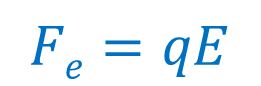 Fₑ = qE